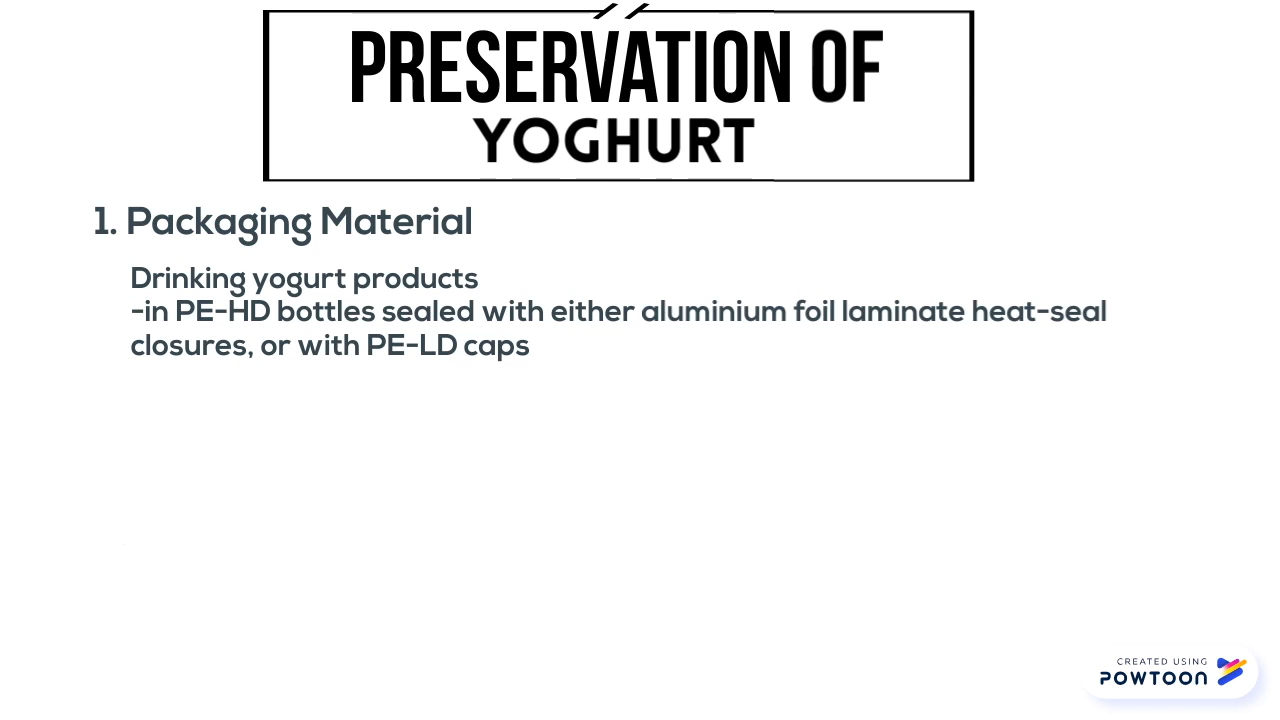 PRESERVATION OF
YOGHURT
1. Packaging Material
Drinking yogurt products
-in PE-HD bottles sealed with either aluminium foil laminate heat-seal
closures, or with PE-LD caps
CREATED USING
POWTOON